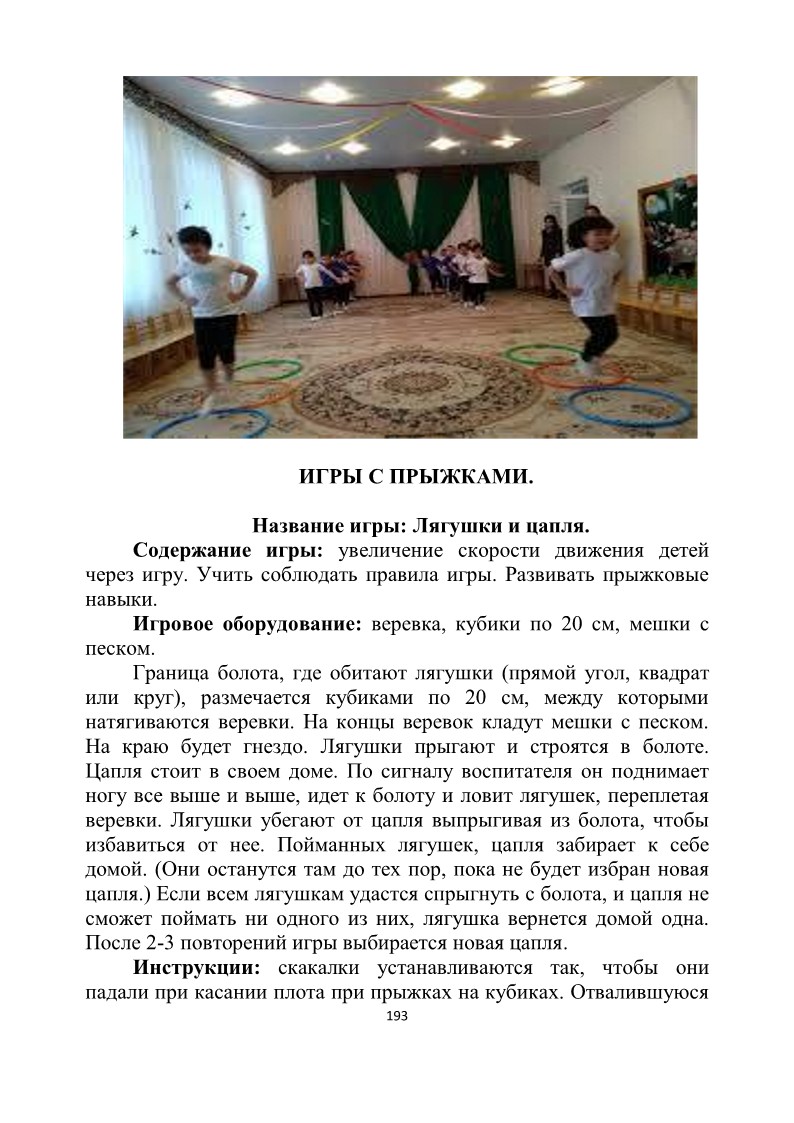 ИГРЫ С ПРЫЖКАМИ.
Название игры: Лягушки и цапля.
Содержание игры: увеличение скорости движения детей
через игру. Учить соблюдать правила игры. Развивать прыжковые
навыки.
Игровое оборудование: веревка, кубики по 20 см, мешки с
песком.
Граница болота, где обитают лягушки (прямой угол, квадрат
или круг), размечается кубиками по 20 см, между которыми
натягиваются веревки. На концы веревок кладут мешки с песком.
На краю будет гнездо. Лягушки прыгают и строятся в болоте.
Цапля стоит в своем доме. По сигналу воспитателя он поднимает
ногу все выше и выше, идет к болоту и ловит лягушек, переплетая
веревки. Лягушки убегают от цапля выпрыгивая из болота, чтобы
избавиться от нее. Пойманных лягушек, цапля забирает к себе
домой. (Они останутся там до тех пор, пока не будет избран новая
цапля.) Если всем лягушкам удастся спрыгнуть с болота, и цапля не
сможет поймать ни одного из них, лягушка вернется домой одна.
После 2-3 повторений игры выбирается новая цапля.
Инструкции: скакалки устанавливаются так, чтобы они
падали при касании плота при прыжках на кубиках. Отвалившуюся
193